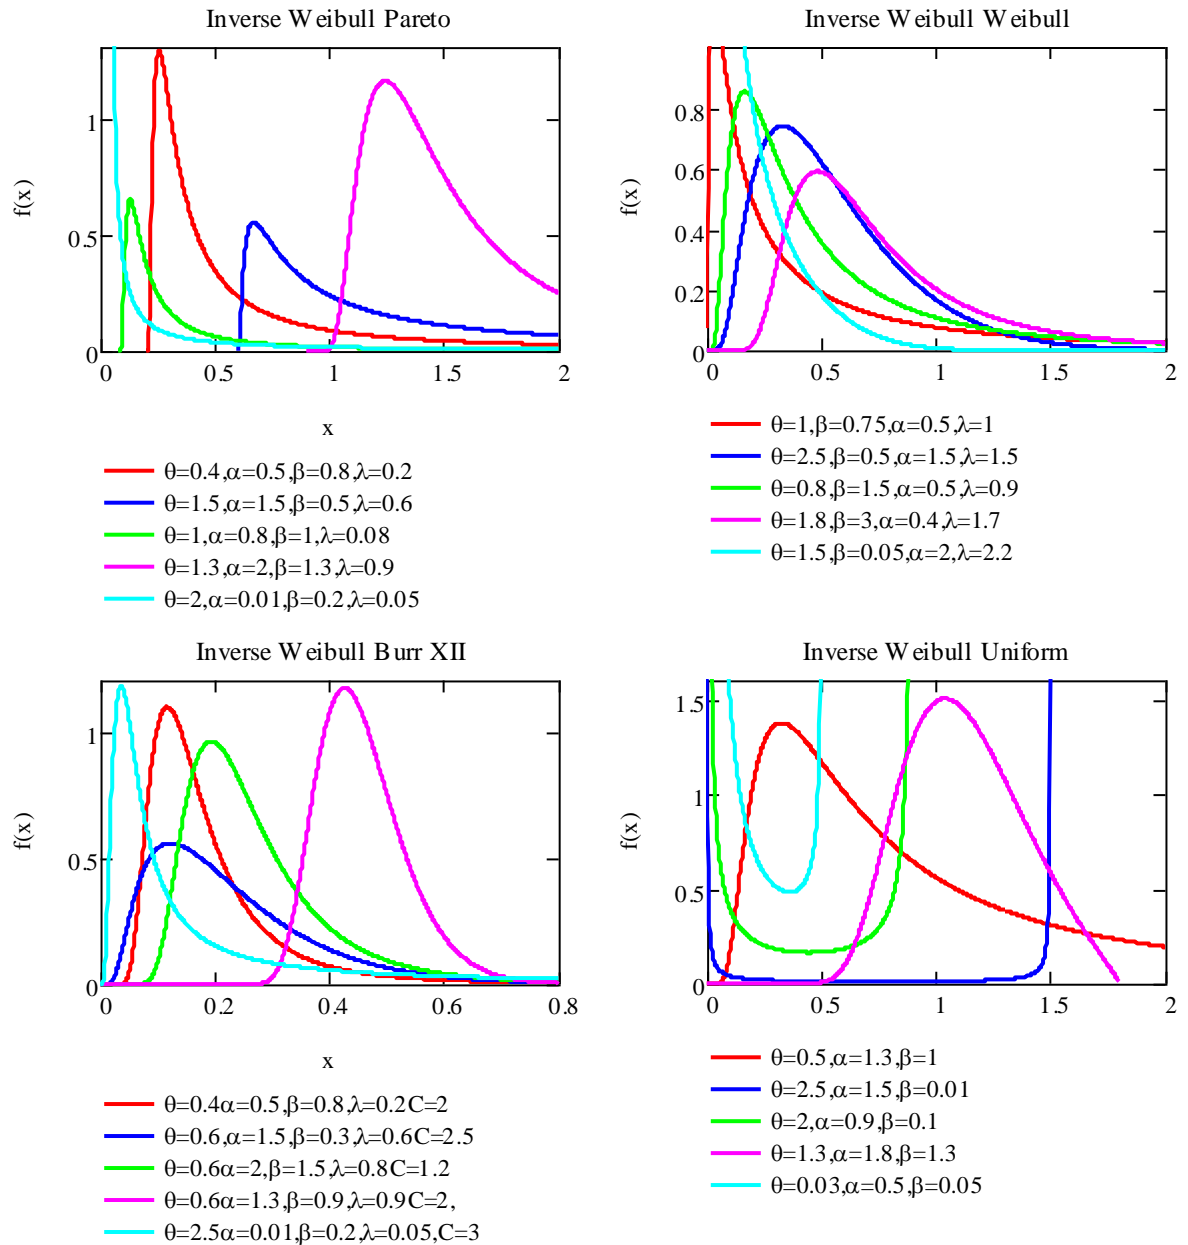 Inverse Weibull Pareto
f(x)
1
0.5
0
0
0.5
1
1.5
2
x
θ=0.4,α=0.5,β=0.8,λ=0.2
θ=1.5,α=1.5,β=0.5,λ=0.6
θ=1,α=0.8,β=1,λ=0.08
θ=1.3,α=2,β=1.3,λ=0.9
θ=2,α=0.01,β=0.2,λ=0.05
Inverse Weibull Weibull
f(x)
0.8
0.6
0.4
0.2
0
0
0.5
1
1.5
2
θ=1,β=0.75,α=0.5,λ=1
θ=2.5,β=0.5,α=1.5,λ=1.5
θ=0.8,β=1.5,α=0.5,λ=0.9
θ=1.8,β=3,α=0.4,λ=1.7
θ=1.5,β=0.05,α=2,λ=2.2
Inverse Weibull Burr XII
f(x)
1
0.5
0
0
0.2
0.4
0.6
0.8
x
θ=0.4α=0.5,β=0.8,λ=0.2C=2
θ=0.6,α=1.5,β=0.3,λ=0.6C=2.5
θ=0.6α=2,β=1.5,λ=0.8C=1.2
θ=0.6α=1.3,β=0.9,λ=0.9C=2,
θ=2.5α=0.01,β=0.2,λ=0.05,C=3
Inverse Weibull Uniform
f(x)
1.5
1
0.5
0
0
0.5
1
1.5
2
θ=0.5,α=1.3,β=1
θ=2.5,α=1.5,β=0.01
θ=2,α=0.9,β=0.1
θ=1.3,α=1.8,β=1.3
θ=0.03,α=0.5,β=0.05